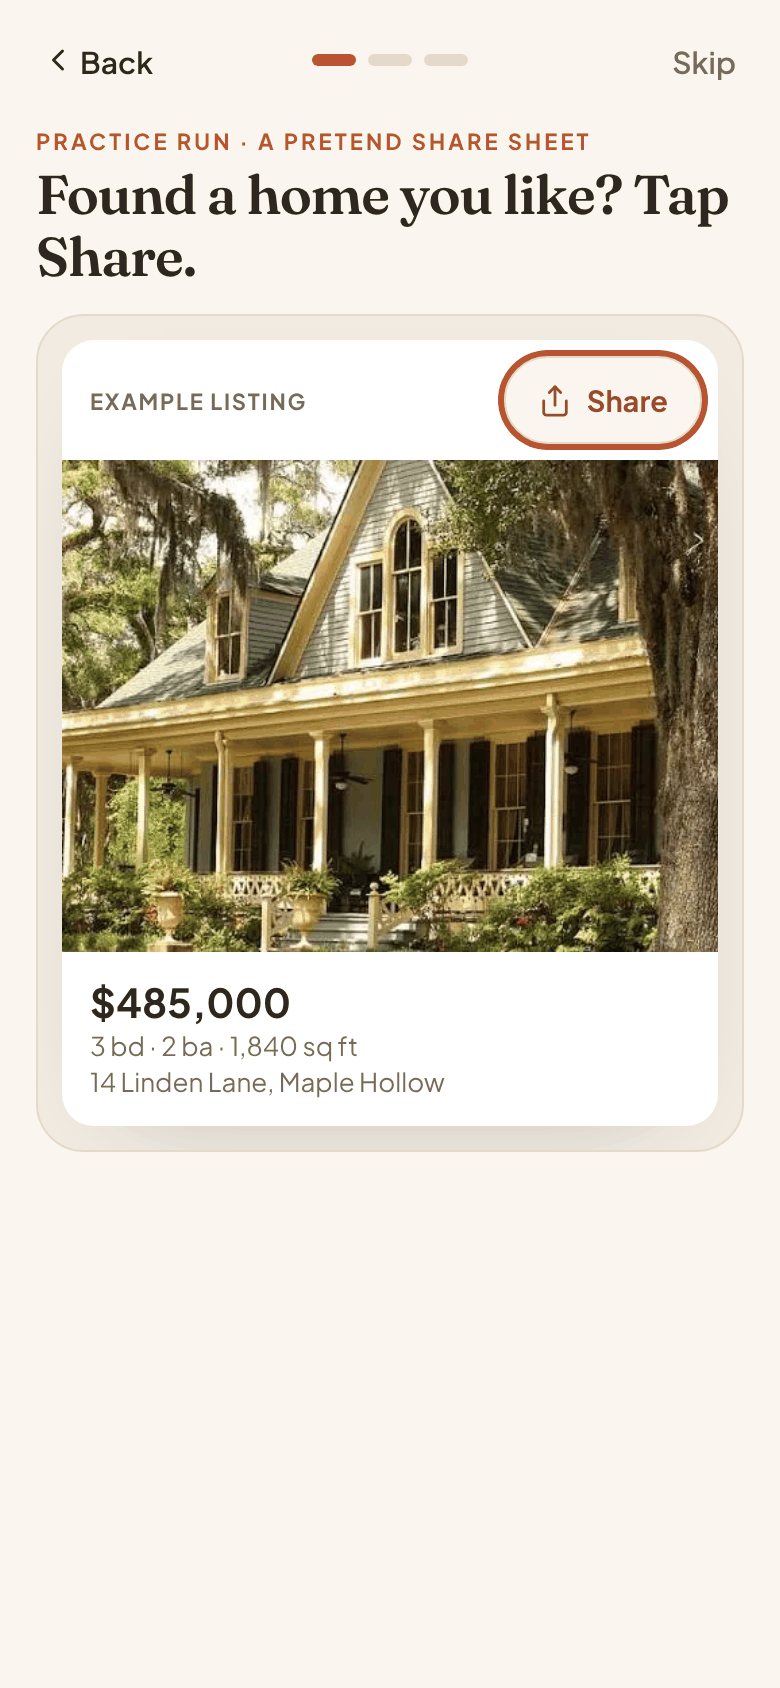 Back
Skip
PRACTICE RUN · A PRETEND SHARE SHEET
Found a home you like? Tap
Share.
EXAMPLE LISTING
Share
$485,000
3 bd · 2 ba · 1,840 sq ft
14 Linden Lane, Maple Hollow